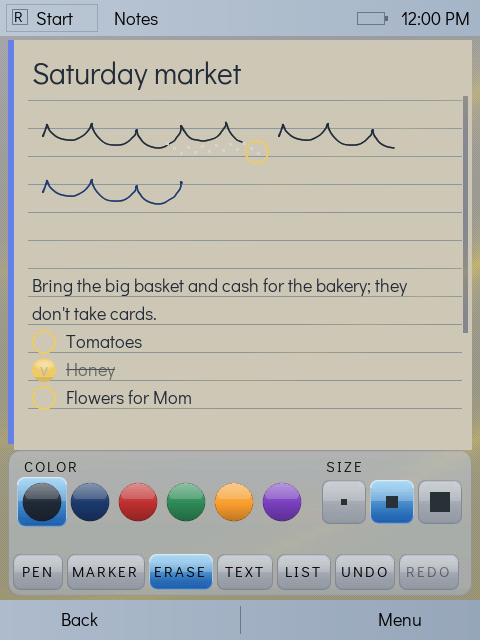 R Start Notes 12:00 PM
Saturday market
Bring the big basket and cash for the bakery; they
don't take cards.
Tomatoes
v Honey
Flowers for Mom
COLOR SIZE
PEN MARKER ERASE TEXT LIST UNDO REDO
Back Menu